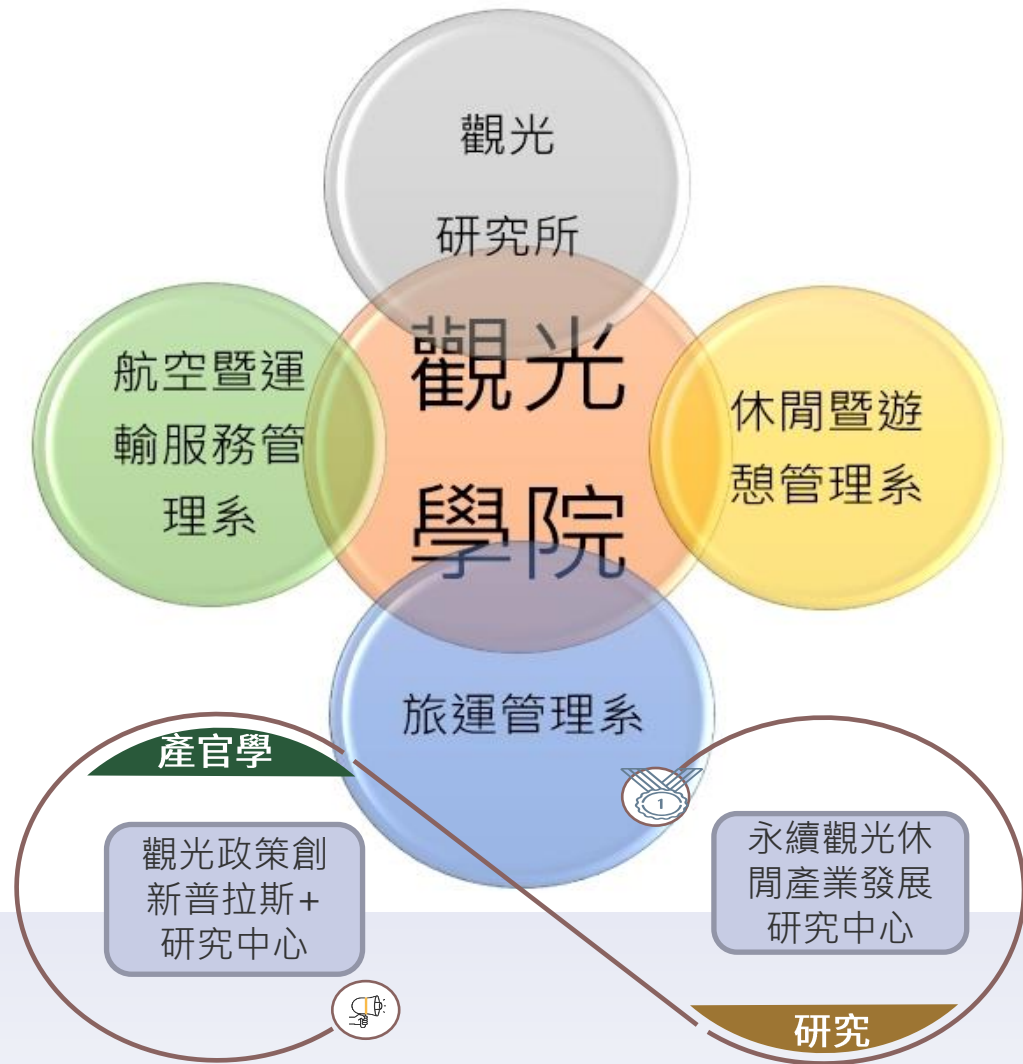 觀光
研究所
觀光
學院
航空暨運
輸服務管
理系
休閒暨遊
憩管理系
旅運管理系
產官學
觀光政策創
新普拉斯+
研究中心
1
永續觀光休
閒產業發展
研究中心
研究